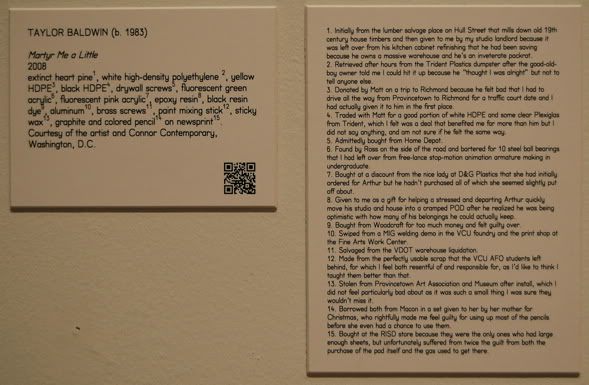 TAYLOR BALDWIN (b. 1983)
Martyr Me a Little
2008
extinct heart pine1, white high-density polyethylene 2, yellow
HDPE3, black HDPE4, drywall screws5, fluorescent green
acrylic6, fluorescent pink acrylic7, epoxy resin8, black resin
dye9, aluminum10, brass screws11, paint mixing stick12, sticky
wax13, graphite and colored pencil14 on newsprint15.
Courtesy of the artist and Connor Contemporary,
Washington, D.C.
1. Initially from the lumber salvage place on Hull Street that mills down old 19th
century house timbers and then given to me by my studio landlord because it
was left over from his kitchen cabinet refinishing that he had been saving
because he owns a massive warehouse and he's an inveterate packrat.
2. Retrieved after hours from the Trident Plastics dumpster after the good-old-
boy owner told me I could hit it up because he "thought I was alright" but not to
tell anyone else.
3. Donated by Matt on a trip to Richmond because he felt bad that I had to
drive all the way from Provincetown to Richmond for a traffic court date and I
had actually given it to him in the first place.
4. Traded with Matt for a good portion of white HDPE and some clear Plexiglas
from Trident, which I felt was a deal that benefited me far more than him but I
did not say anything, and am not sure if he felt the same way.
5. Admittedly bought from Home Depot.
6. Found by Ross on the side of the road and bartered for 10 steel ball bearings
that I had left over from free-lance stop-motion animation armature making in
undergraduate.
7. Bought at a discount from the nice lady at D&G Plastics that she had initially
ordered for Arthur but he hadn't purchased all of which she seemed slightly put
off about.
8. Given to me as a gift for helping a stressed and departing Arthur quickly
move his studio and house into a cramped POD after he realized he was being
optimistic with how many of his belongings he could actually keep.
9. Bought from Woodcraft for too much money and felt guilty over.
10. Swiped from a MIG welding demo in the VCU foundry and the print shop at
the Fine Arts Work Center.
11. Salvaged from the VDOT warehouse liquidation.
12. Made from the perfectly usable scrap that the VCU AFO students left
behind, for which I feel both resentful of and responsible for, as I'd like to think I
taught them better than that.
13. Stolen from Provincetown Art Association and Museum after install, which I
did not feel particularly bad about as it was such a small thing I was sure they
wouldn't miss it.
14. Borrowed both from Macon in a set given to her by her mother for
Christmas, who rightfully made me feel guilty for using up most of the pencils
before she even had a chance to use them.
15. Bought at the RISD store because they were the only ones who had large
enough sheets, but unfortunately suffered from twice the guilt from both the
purchase of the pad itself and the gas used to get there.